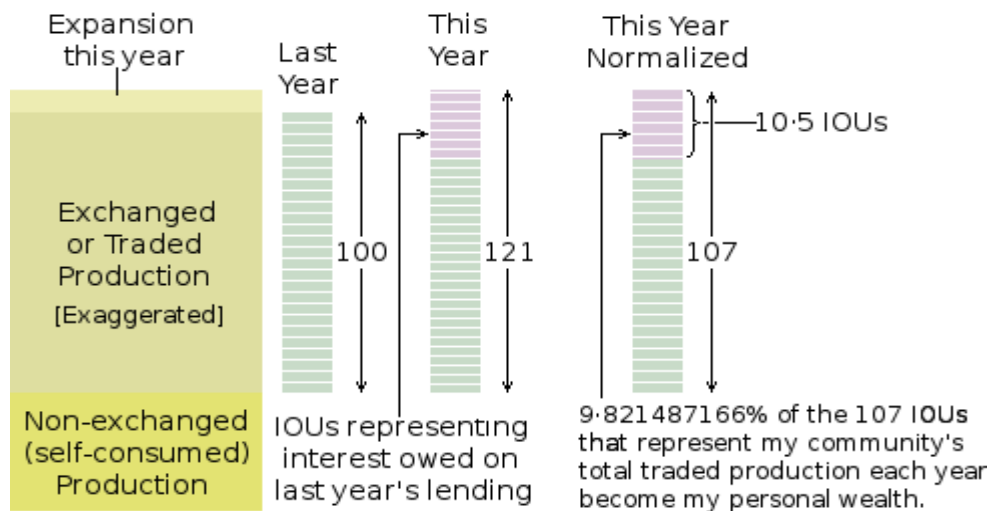 Expansion
this year
Last
Year
This
Year
This Year
Normalized
10·5 IOUs
Exchanged
or Traded
Production
[Exaggerated]
100
121
107
Non-exchanged
(self-consumed)
Production
IOUs representing
interest owed on
last year's lending
9·821487166% of the 107 IOUs
that represent my community's
total traded production each year
become my personal wealth.